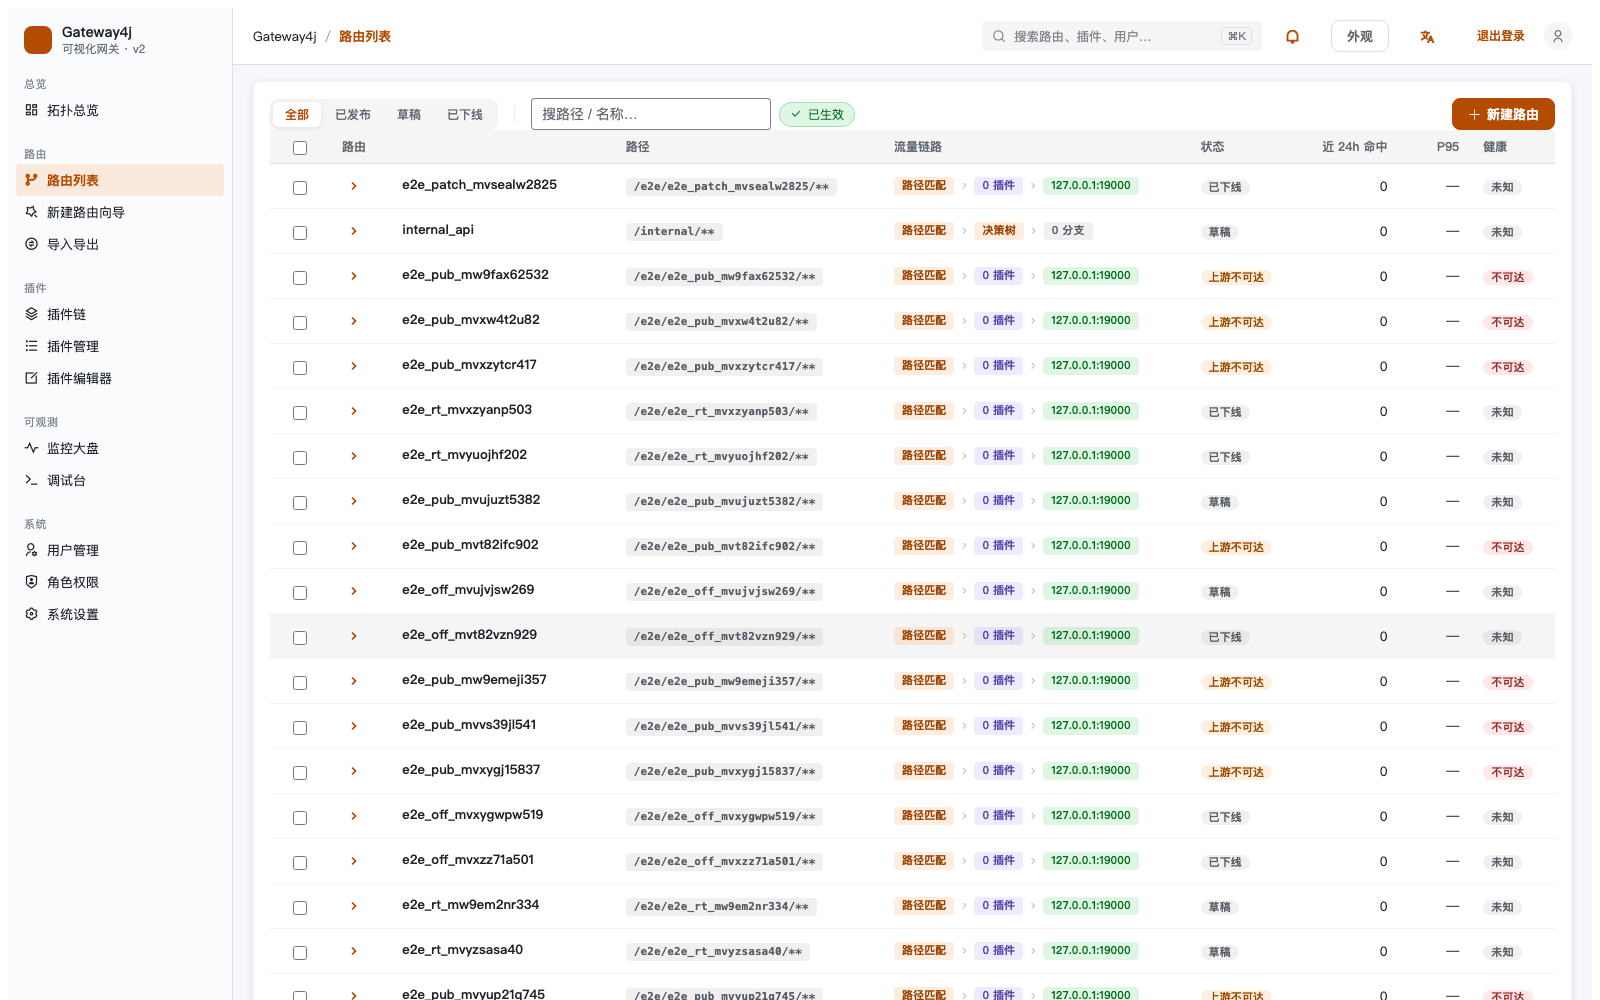 Gateway4j
可视化网关 · v2
总览
拓扑总览
路由
路由列表
新建路由向导
导入导出
插件
插件链
插件管理
插件编辑器
可观测
监控大盘
调试台
系统
用户管理
角色权限
系统设置
Gateway4j / 路由列表
搜索路由、插件、用户... ⌘K 外观 退出登录
全部 已发布 草稿 已下线 搜路径 / 名称... 已生效 新建路由
路由 路径 流量链路 状态 近 24h 命中 P95 健康
e2e_patch_mvsealw2825 /e2e/e2e_patch_mvsealw2825/** 路径匹配 › 0 插件 › 127.0.0.1:19000 已下线 0 — 未知
internal_api /internal/** 路径匹配 › 决策树 › 0 分支 草稿 0 — 未知
e2e_pub_mw9fax62532 /e2e/e2e_pub_mw9fax62532/** 路径匹配 › 0 插件 › 127.0.0.1:19000 上游不可达 0 — 不可达
e2e_pub_mvxw4t2u82 /e2e/e2e_pub_mvxw4t2u82/** 路径匹配 › 0 插件 › 127.0.0.1:19000 上游不可达 0 — 不可达
e2e_pub_mvxzytcr417 /e2e/e2e_pub_mvxzytcr417/** 路径匹配 › 0 插件 › 127.0.0.1:19000 上游不可达 0 — 不可达
e2e_rt_mvxzyanp503 /e2e/e2e_rt_mvxzyanp503/** 路径匹配 › 0 插件 › 127.0.0.1:19000 已下线 0 — 未知
e2e_rt_mvyuojhf202 /e2e/e2e_rt_mvyuojhf202/** 路径匹配 › 0 插件 › 127.0.0.1:19000 已下线 0 — 未知
e2e_pub_mvujuzt5382 /e2e/e2e_pub_mvujuzt5382/** 路径匹配 › 0 插件 › 127.0.0.1:19000 草稿 0 — 未知
e2e_pub_mvt82ifc902 /e2e/e2e_pub_mvt82ifc902/** 路径匹配 › 0 插件 › 127.0.0.1:19000 上游不可达 0 — 不可达
e2e_off_mvujvjsw269 /e2e/e2e_off_mvujvjsw269/** 路径匹配 › 0 插件 › 127.0.0.1:19000 草稿 0 — 未知
e2e_off_mvt82vzn929 /e2e/e2e_off_mvt82vzn929/** 路径匹配 › 0 插件 › 127.0.0.1:19000 已下线 0 — 未知
e2e_pub_mw9emeji357 /e2e/e2e_pub_mw9emeji357/** 路径匹配 › 0 插件 › 127.0.0.1:19000 上游不可达 0 — 不可达
e2e_pub_mvvs39jl541 /e2e/e2e_pub_mvvs39jl541/** 路径匹配 › 0 插件 › 127.0.0.1:19000 上游不可达 0 — 不可达
e2e_pub_mvxygj15837 /e2e/e2e_pub_mvxygj15837/** 路径匹配 › 0 插件 › 127.0.0.1:19000 上游不可达 0 — 不可达
e2e_off_mvxygwpw519 /e2e/e2e_off_mvxygwpw519/** 路径匹配 › 0 插件 › 127.0.0.1:19000 已下线 0 — 未知
e2e_off_mvxzz71a501 /e2e/e2e_off_mvxzz71a501/** 路径匹配 › 0 插件 › 127.0.0.1:19000 已下线 0 — 未知
e2e_rt_mw9em2nr334 /e2e/e2e_rt_mw9em2nr334/** 路径匹配 › 0 插件 › 127.0.0.1:19000 草稿 0 — 未知
e2e_rt_mvyzsasa40 /e2e/e2e_rt_mvyzsasa40/** 路径匹配 › 0 插件 › 127.0.0.1:19000 草稿 0 — 未知
e2e_pub_mvyup21q745 /e2e/e2e_pub_mvyup21q745/** 路径匹配 › 0 插件 › 127.0.0.1:19000 上游不可达 0 — 不可达